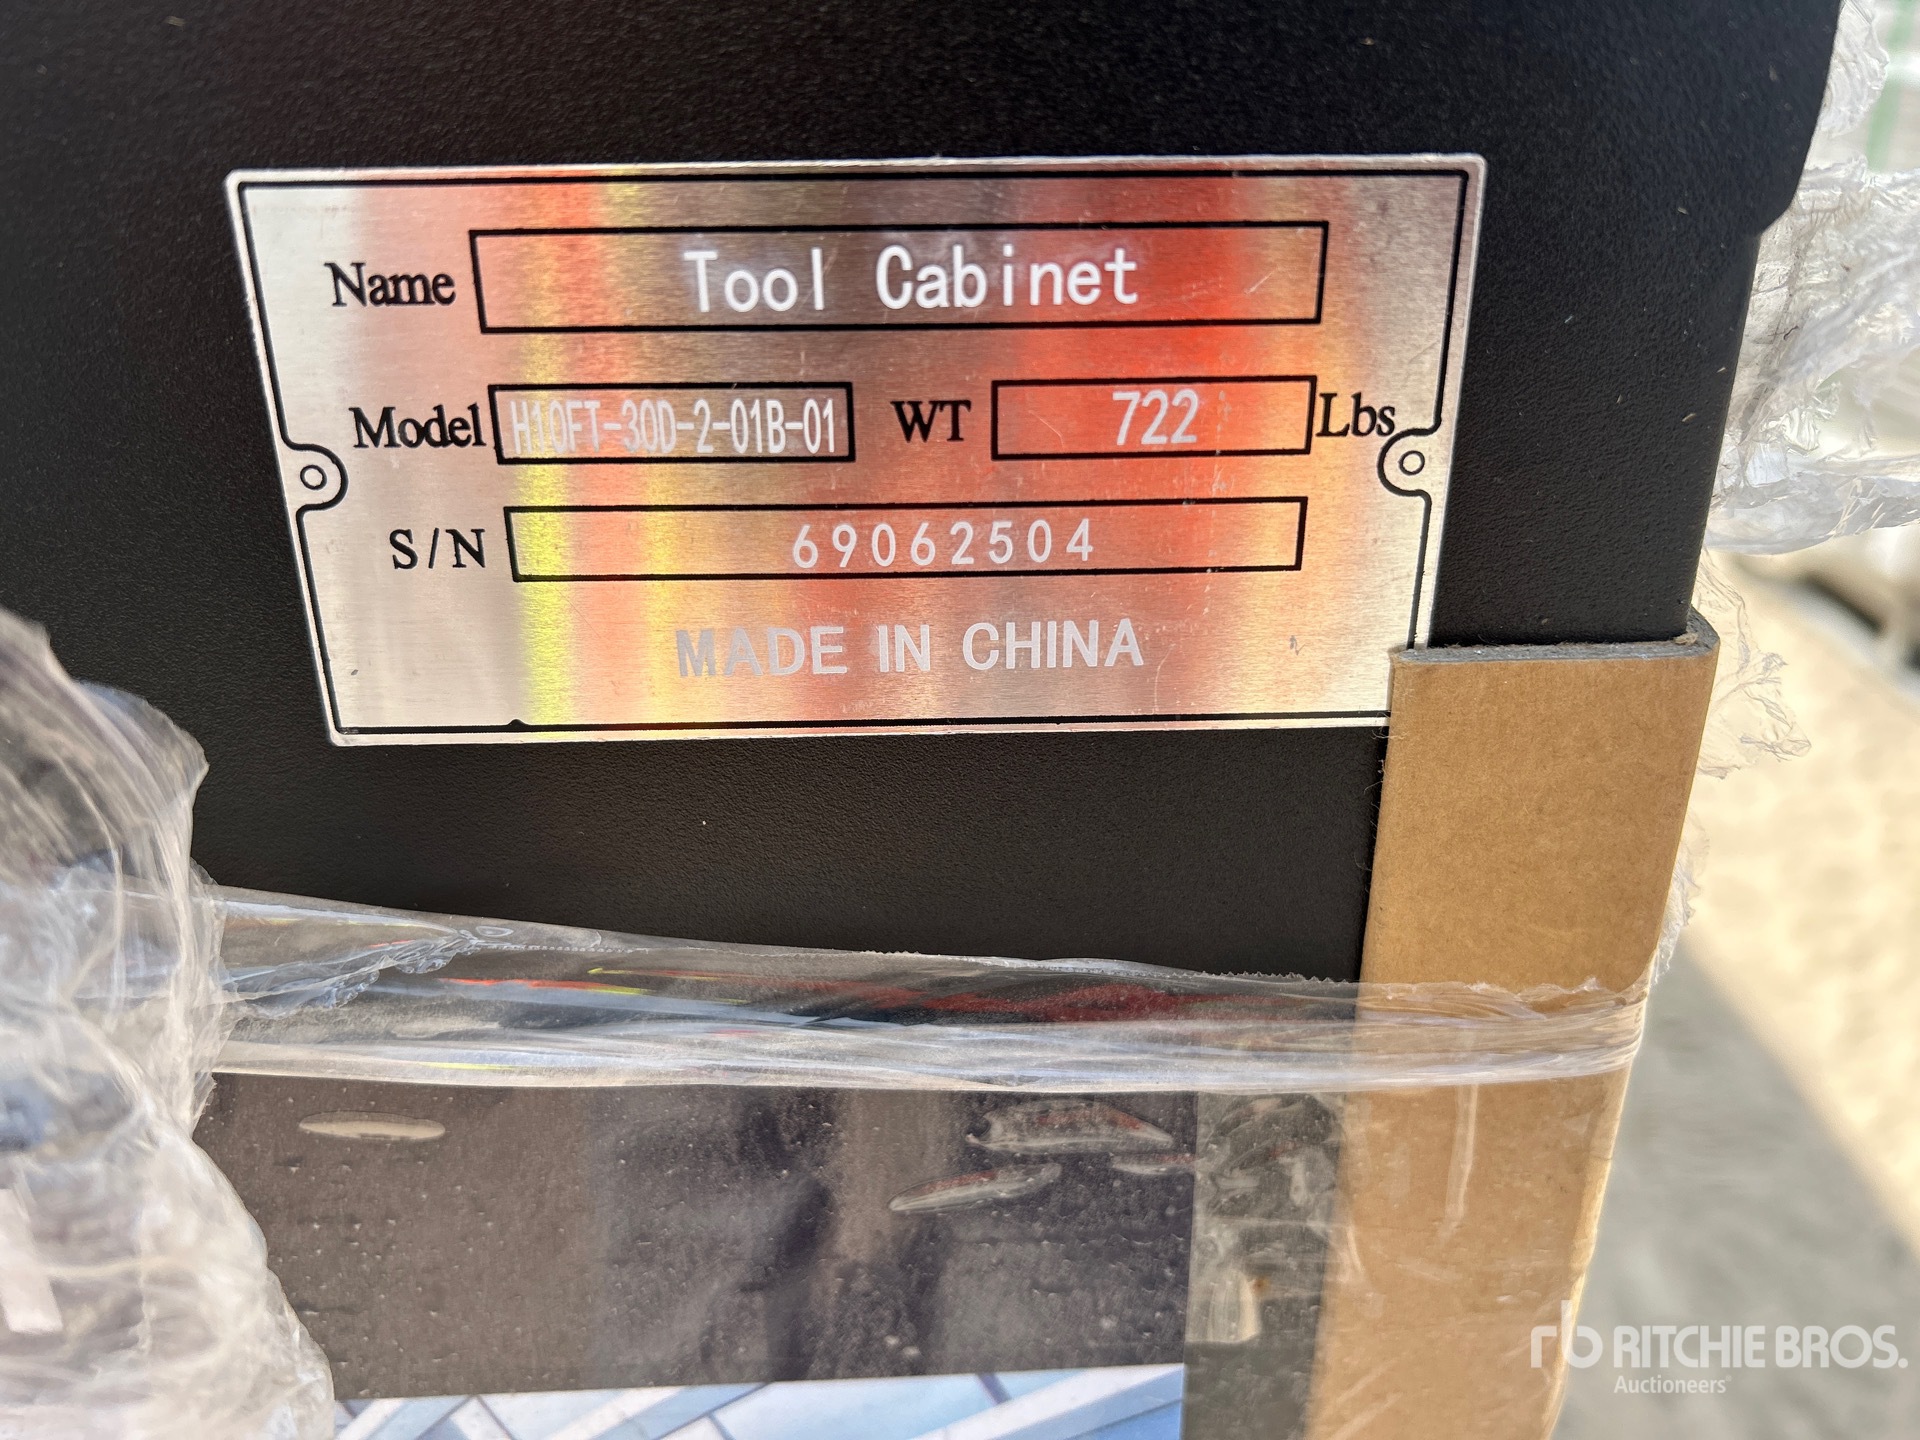 Name Tool Cabinet
Model H10FT-30D-2-01B-01 WT 722 Lbs
S/N 69062504
MADE IN CHINA
rb RITCHIE BROS.
Auctioneers